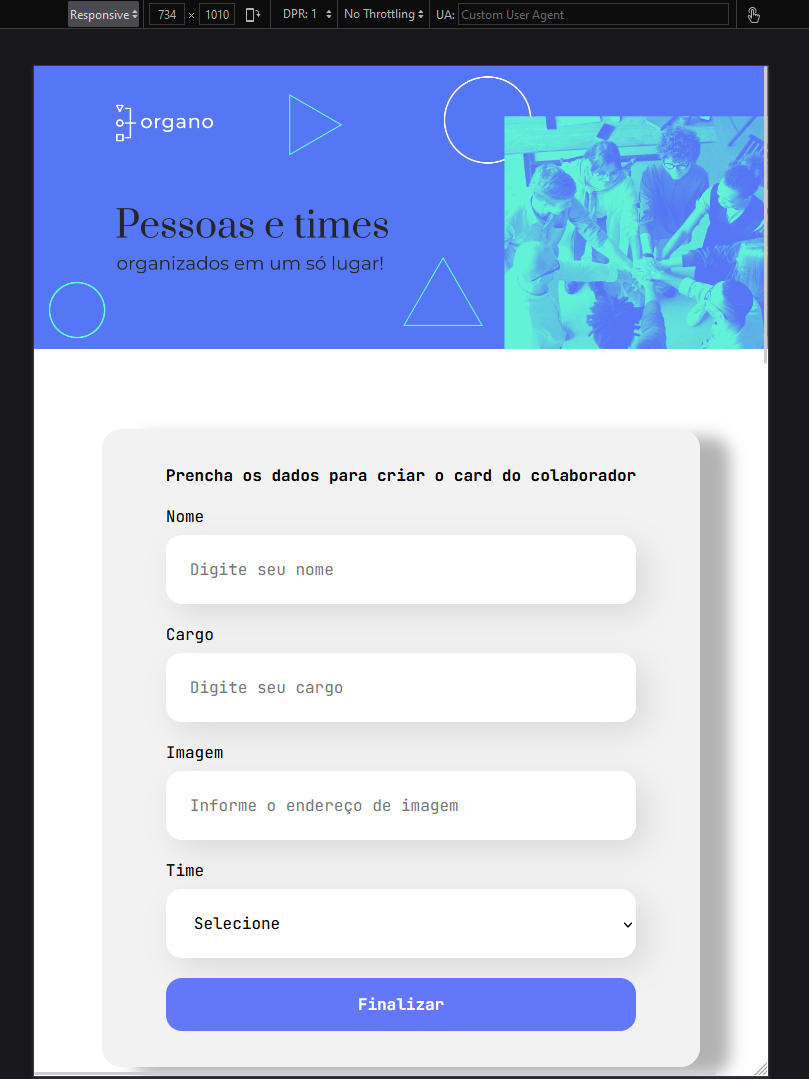 Responsive 734 × 1010 DPR: 1 No Throttling UA: Custom User Agent
organo
Pessoas e times
organizados em um só lugar!
Prencha os dados para criar o card do colaborador
Nome
Digite seu nome
Cargo
Digite seu cargo
Imagem
Informe o endereço de imagem
Time
Selecione
Finalizar